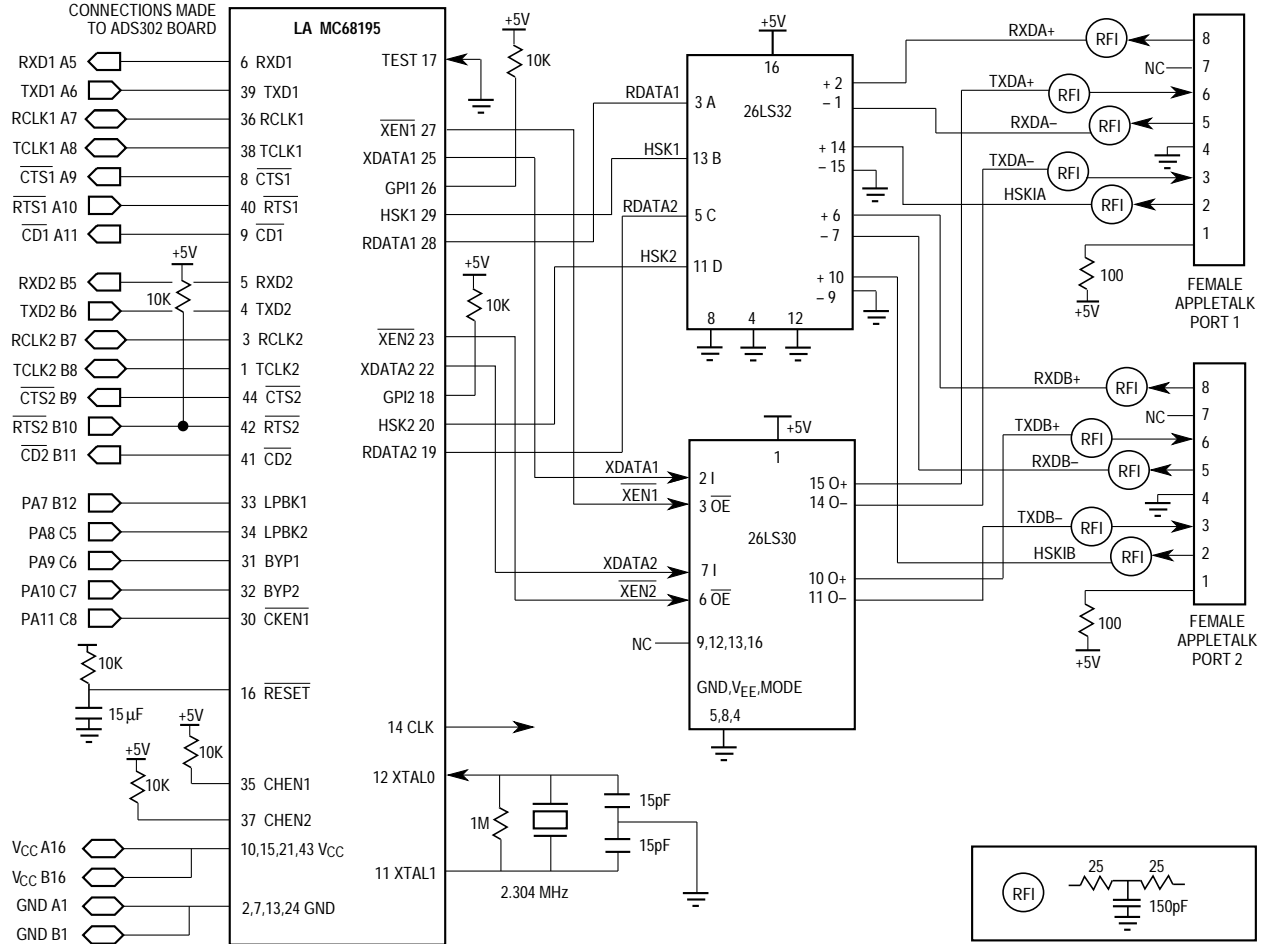 CONNECTIONS MADE
TO ADS302 BOARD
RXD1 A5
TXD1 A6
RCLK1 A7
TCLK1 A8
CTS1 A9
RTS1 A10
CD1 A11
+5V
10K
RXD2 B5
TXD2 B6
RCLK2 B7
TCLK2 B8
CTS2 B9
RTS2 B10
CD2 B11
PA7 B12
PA8 C5
PA9 C6
PA10 C7
PA11 C8
10K
15 µF
+5V
10K
+5V
10K
VCC A16
VCC B16
GND A1
GND B1
LA MC68195
6 RXD1
39 TXD1
36 RCLK1
38 TCLK1
8 CTS1
40 RTS1
9 CD1
5 RXD2
4 TXD2
3 RCLK2
1 TCLK2
44 CTS2
42 RTS2
41 CD2
33 LPBK1
34 LPBK2
31 BYP1
32 BYP2
30 CKEN1
16 RESET
35 CHEN1
37 CHEN2
10,15,21,43 VCC
2,7,13,24 GND
TEST 17
XEN1 27
XDATA1 25
GPI1 26
HSK1 29
RDATA1 28
XEN2 23
XDATA2 22
GPI2 18
HSK2 20
RDATA2 19
14 CLK
12 XTAL0
11 XTAL1
+5V
10K
+5V
10K
1M
2.304 MHz
15pF
15pF
RDATA1
HSK1
RDATA2
HSK2
+5V
16
26LS32
3 A
13 B
5 C
11 D
+ 2
– 1
+ 14
– 15
+ 6
– 7
+ 10
– 9
8
4
12
XDATA1
XEN1
XDATA2
XEN2
NC
+5V
1
26LS30
2 I
3 OE
7 I
6 OE
9,12,13,16
15 O+
14 O–
10 O+
11 O–
GND,VEE,MODE
5,8,4
RXDA+
RFI
NC
TXDA+
RFI
RXDA–
RFI
TXDA–
RFI
HSKIA
RFI
100
+5V
8
7
6
5
4
3
2
1
FEMALE
APPLETALK
PORT 1
RXDB+
RFI
NC
TXDB+
RFI
RXDB–
RFI
TXDB–
RFI
HSKIB
RFI
100
+5V
8
7
6
5
4
3
2
1
FEMALE
APPLETALK
PORT 2
RFI
25
25
150pF